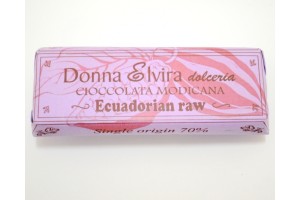 Donna Elvira dolceria
CIOCCOLATA MODICANA
Ecuadorian raw
Single origin 70%